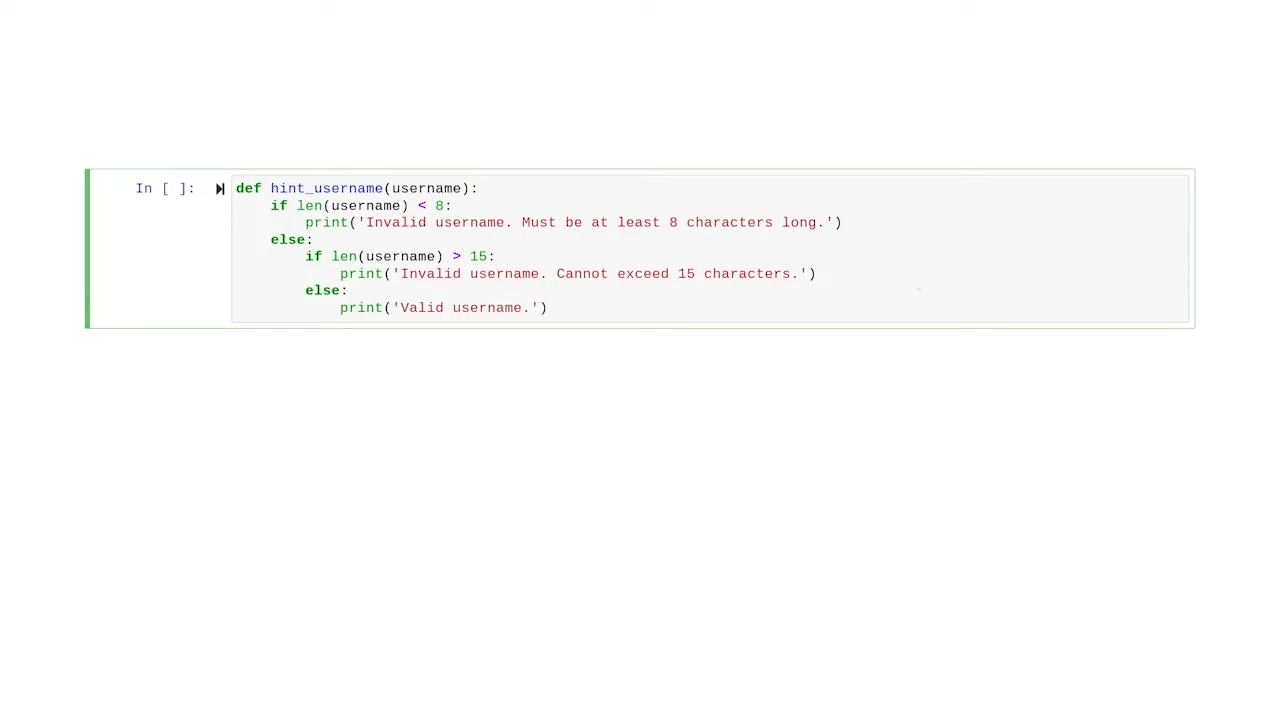 In [ ]: def hint_username(username):
    if len(username) < 8:
        print('Invalid username. Must be at least 8 characters long.')
    else:
        if len(username) > 15:
            print('Invalid username. Cannot exceed 15 characters.')
        else:
            print('Valid username.')